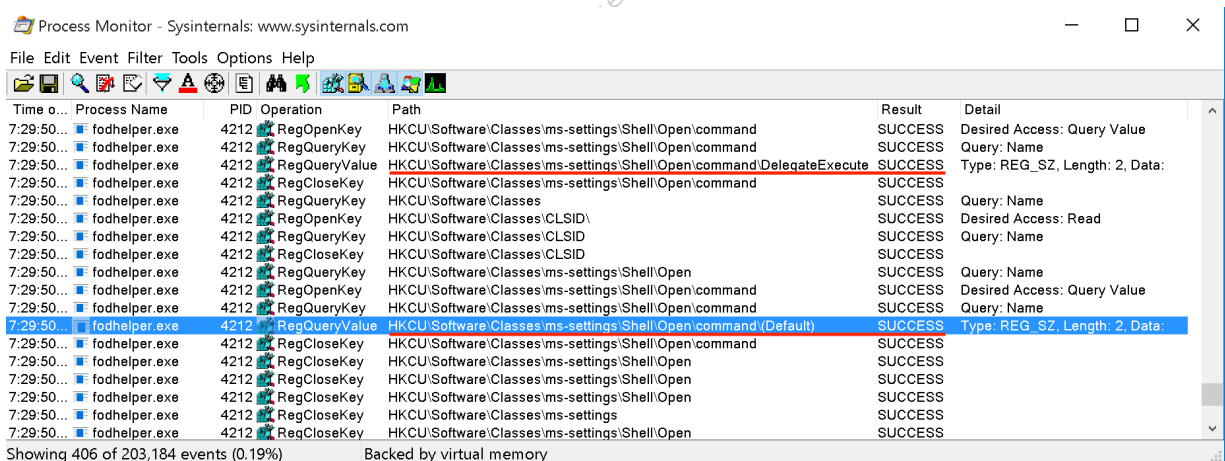 Process Monitor - Sysinternals: www.sysinternals.com
File Edit Event Filter Tools Options Help
Time o... Process Name PID Operation Path Result Detail
7:29:50... fodhelper.exe 4212 RegOpenKey HKCU\Software\Classes\ms-settings\Shell\Open\command SUCCESS Desired Access: Query Value
7:29:50... fodhelper.exe 4212 RegQueryKey HKCU\Software\Classes\ms-settings\Shell\Open\command SUCCESS Query: Name
7:29:50... fodhelper.exe 4212 RegQueryValue HKCU\Software\Classes\ms-settings\Shell\Open\command\DelegateExecute SUCCESS Type: REG_SZ, Length: 2, Data:
7:29:50... fodhelper.exe 4212 RegCloseKey HKCU\Software\Classes\ms-settings\Shell\Open\command SUCCESS
7:29:50... fodhelper.exe 4212 RegQueryKey HKCU\Software\Classes SUCCESS Query: Name
7:29:50... fodhelper.exe 4212 RegOpenKey HKCU\Software\Classes\CLSID\ SUCCESS Desired Access: Read
7:29:50... fodhelper.exe 4212 RegQueryKey HKCU\Software\Classes\CLSID SUCCESS Query: Name
7:29:50... fodhelper.exe 4212 RegCloseKey HKCU\Software\Classes\CLSID SUCCESS
7:29:50... fodhelper.exe 4212 RegQueryKey HKCU\Software\Classes\ms-settings\Shell\Open SUCCESS Query: Name
7:29:50... fodhelper.exe 4212 RegOpenKey HKCU\Software\Classes\ms-settings\Shell\Open\command SUCCESS Desired Access: Query Value
7:29:50... fodhelper.exe 4212 RegQueryKey HKCU\Software\Classes\ms-settings\Shell\Open\command SUCCESS Query: Name
7:29:50... fodhelper.exe 4212 RegQueryValue HKCU\Software\Classes\ms-settings\Shell\Open\command\(Default) SUCCESS Type: REG_SZ, Length: 2, Data:
7:29:50... fodhelper.exe 4212 RegCloseKey HKCU\Software\Classes\ms-settings\Shell\Open\command SUCCESS
7:29:50... fodhelper.exe 4212 RegCloseKey HKCU\Software\Classes\ms-settings\Shell\Open SUCCESS
7:29:50... fodhelper.exe 4212 RegCloseKey HKCU\Software\Classes\ms-settings\Shell\Open SUCCESS
7:29:50... fodhelper.exe 4212 RegCloseKey HKCU\Software\Classes\ms-settings SUCCESS
7:29:50... fodhelper.exe 4212 RegCloseKey HKCU\Software\Classes\ms-settings\Shell\Open SUCCESS
Showing 406 of 203,184 events (0.19%) Backed by virtual memory